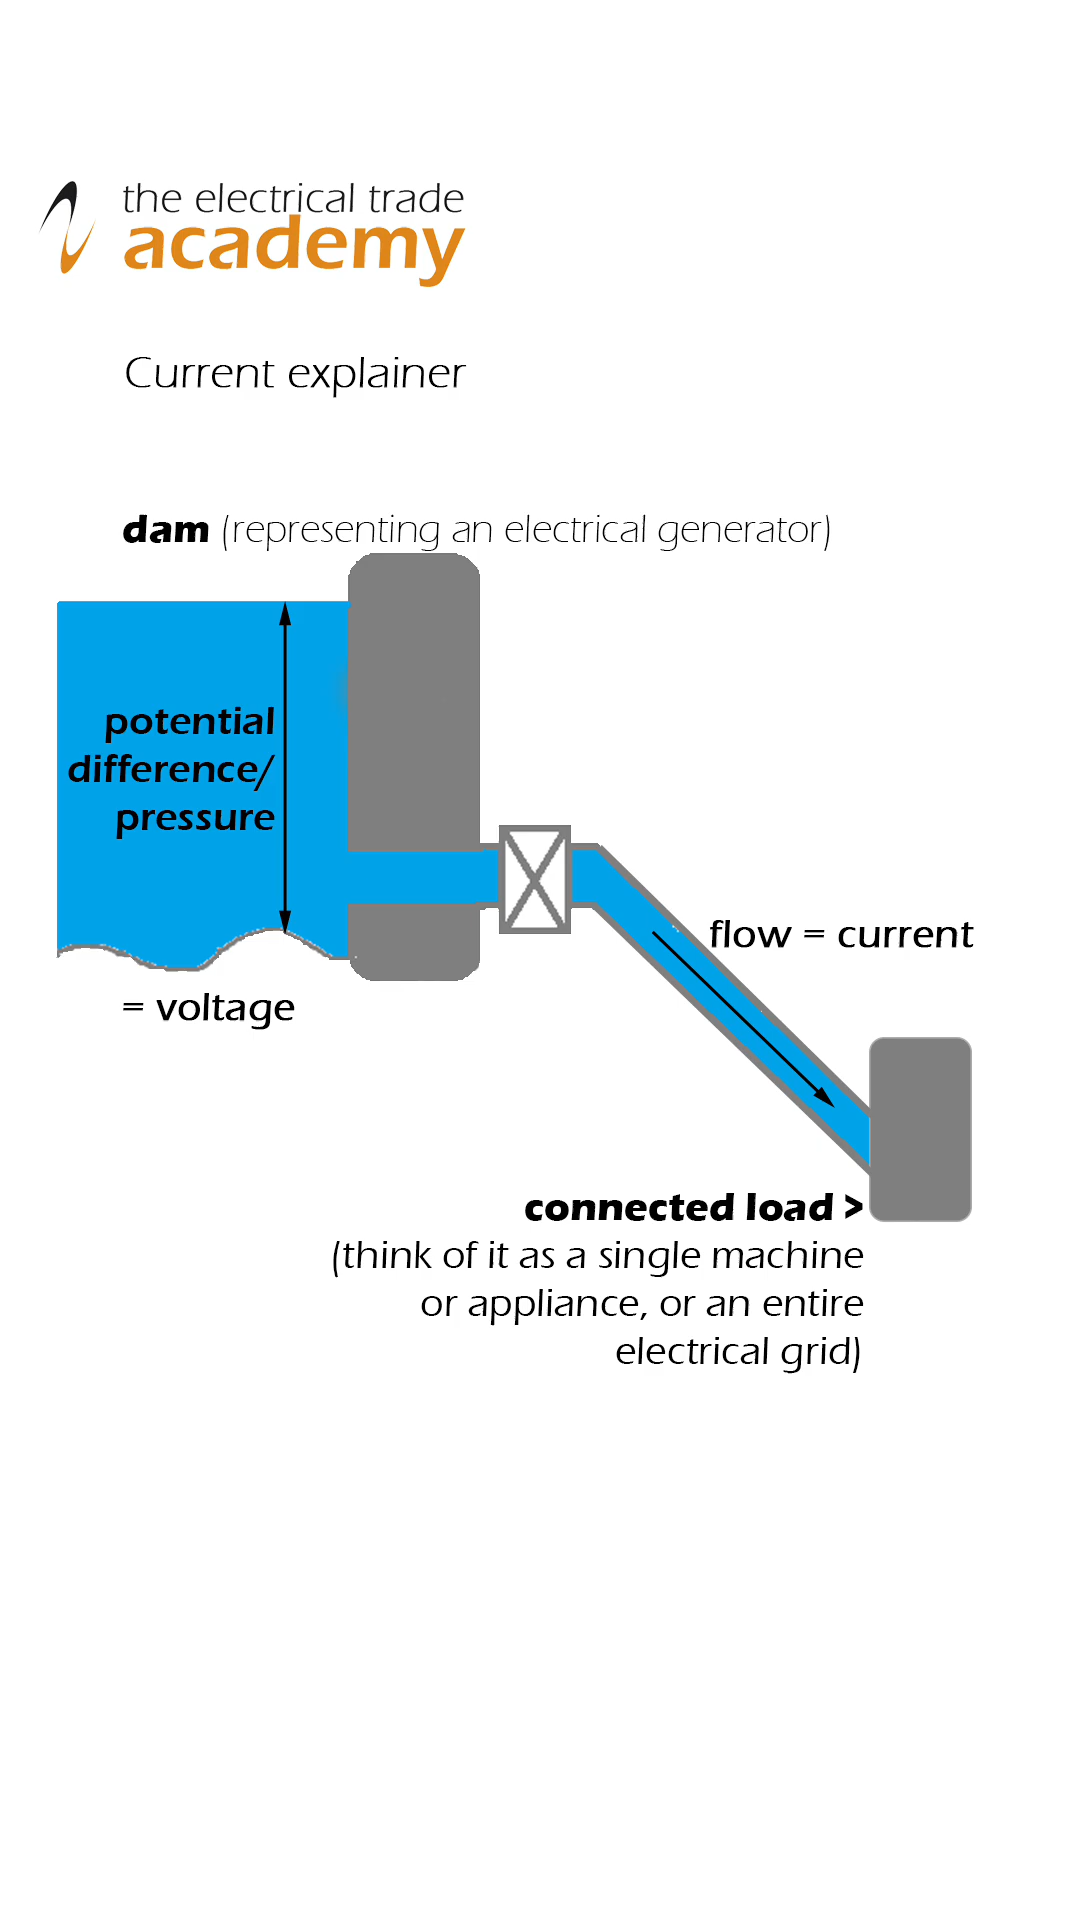 the electrical trade
academy
Current explainer
dam (representing an electrical generator)
potential
difference/
pressure
= voltage
flow = current
connected load >
(think of it as a single machine
or appliance, or an entire
electrical grid)